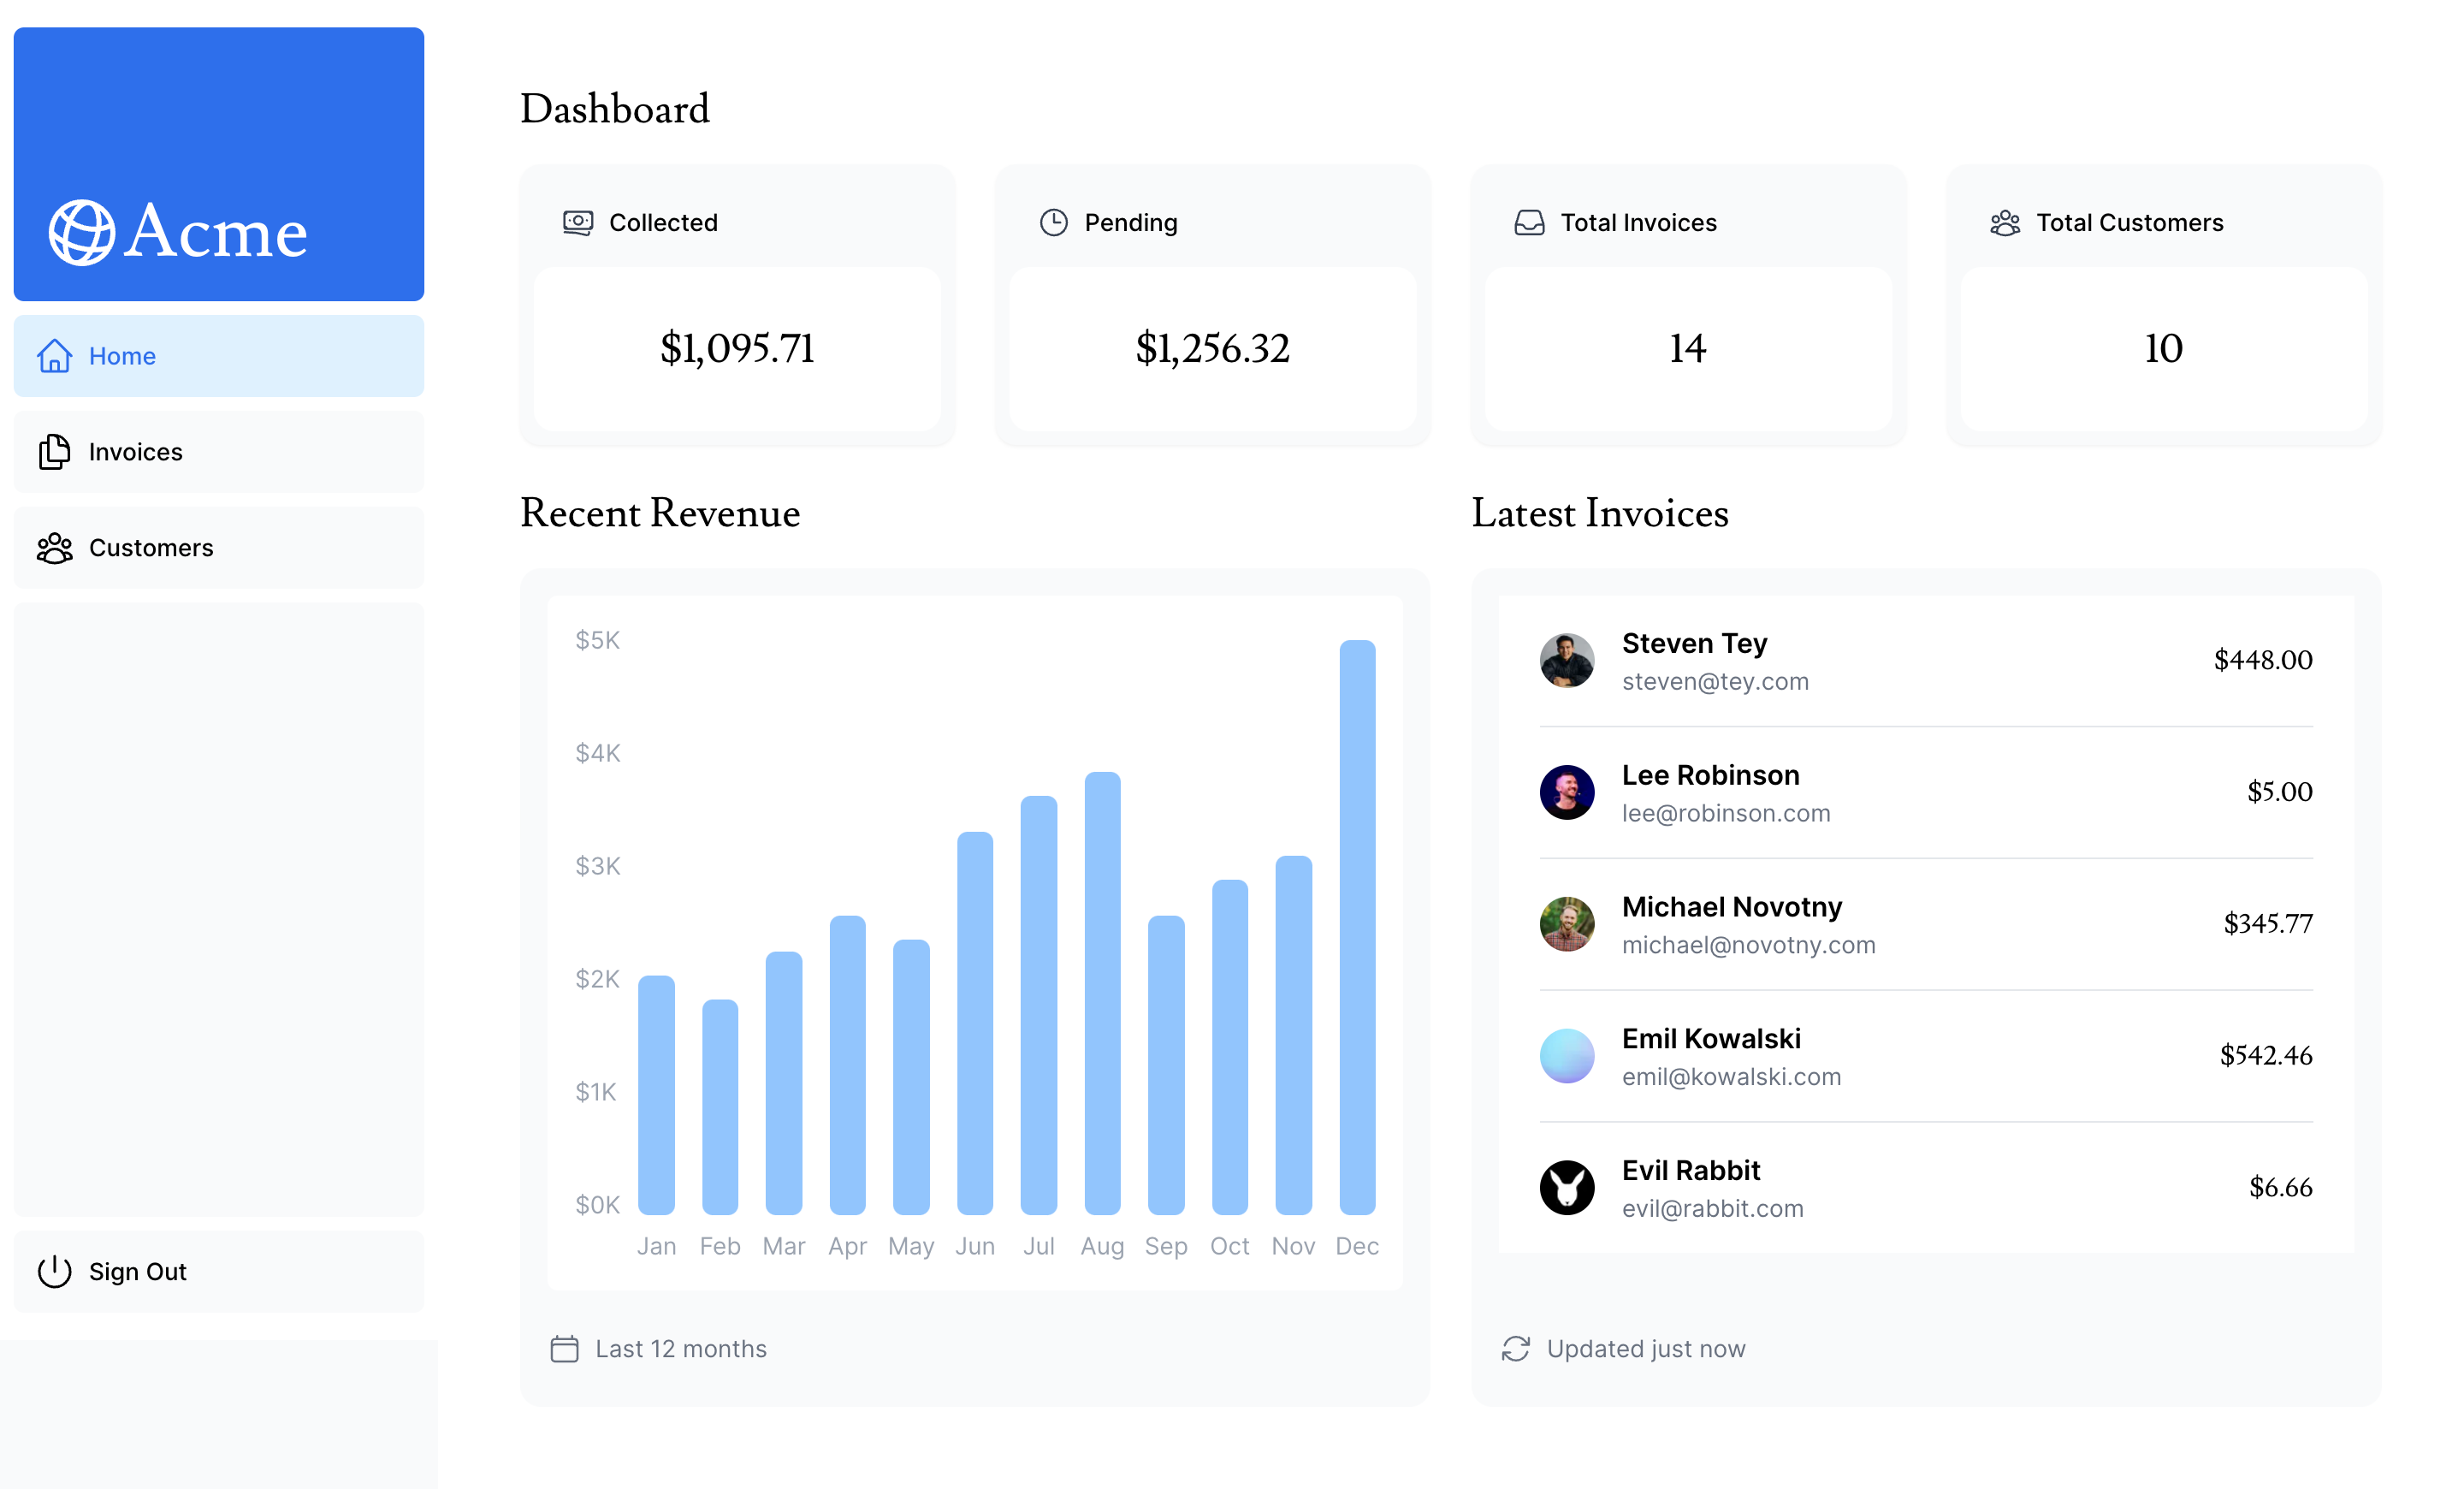 Acme
Home
Invoices
Customers
Sign Out
Dashboard
Collected
$1,095.71
Pending
$1,256.32
Total Invoices
14
Total Customers
10
Recent Revenue
$5K
$4K
$3K
$2K
$1K
$0K
Jan Feb Mar Apr May Jun Jul Aug Sep Oct Nov Dec
Last 12 months
Latest Invoices
Steven Tey
steven@tey.com
$448.00
Lee Robinson
lee@robinson.com
$5.00
Michael Novotny
michael@novotny.com
$345.77
Emil Kowalski
emil@kowalski.com
$542.46
Evil Rabbit
evil@rabbit.com
$6.66
Updated just now